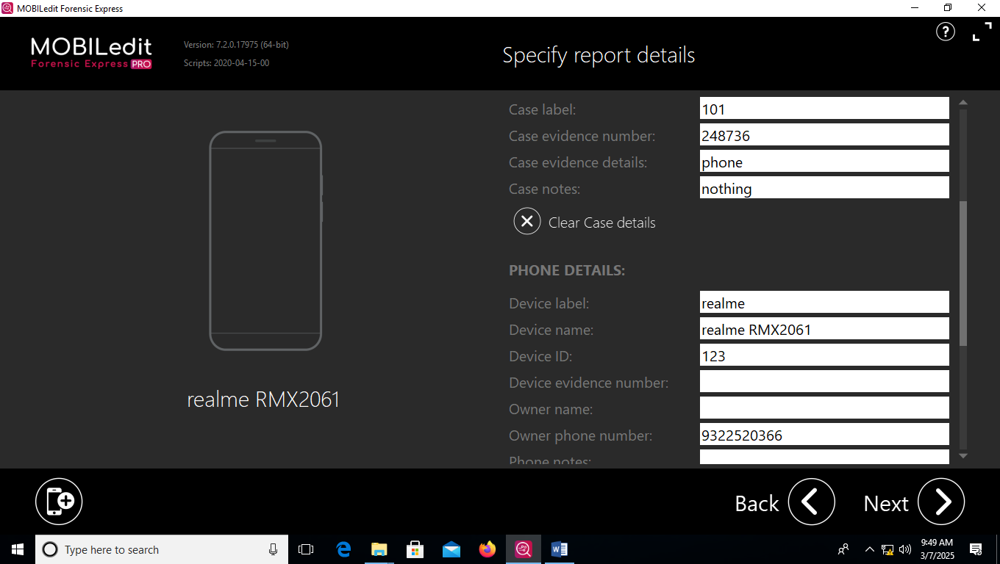 MOBILedit Forensic Express
MOBILedit
Forensic Express PRO
Version: 7.2.0.17975 (64-bit)
Scripts: 2020-04-15-00
Specify report details
?
Case label: 101
Case evidence number: 248736
Case evidence details: phone
Case notes: nothing
Clear Case details
PHONE DETAILS:
Device label: realme
Device name: realme RMX2061
Device ID: 123
Device evidence number:
Owner name:
Owner phone number: 9322520366
Phone notes:
realme RMX2061
Back
Next
Type here to search
9:49 AM
3/7/2025